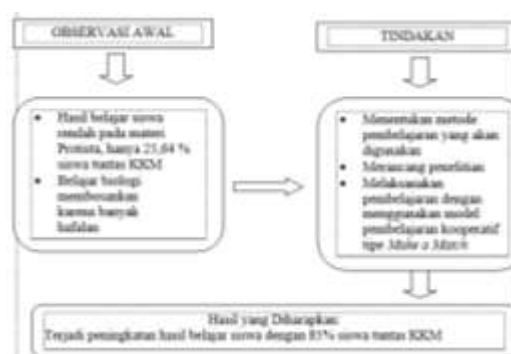 OBSERVASI AWAL
TINDAKAN
Hasil belajar siswa
rendah pada materi
Protista, hanya 25,64 %
siswa tuntas KKM
Belajar biologi
membosankan
karena banyak
hafalan
Menentukan metode
pembelajaran yang akan
digunakan
Merancang penelitian
Melaksanakan
pembelajaran dengan
menggunakan model
pembelajaran kooperatif
tipe Make a Match
Hasil yang Diharapkan:
Terjadi peningkatan hasil belajar siswa dengan 85% siswa tuntas KKM